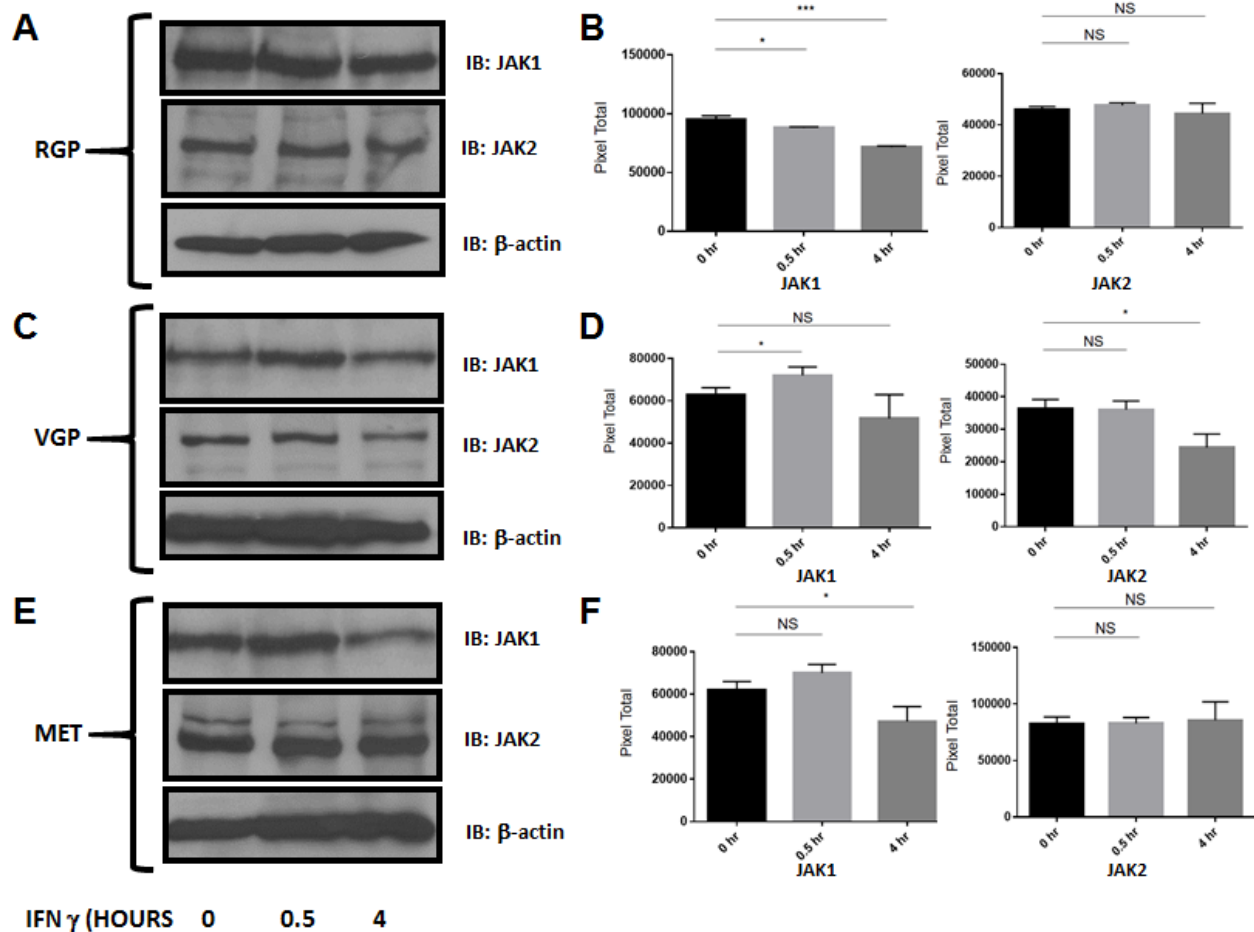 A
RGP
IB: JAK1
IB: JAK2
IB: β-actin
B
***
*
150000
100000
50000
0
Pixel Total
0 hr
0.5 hr
4 hr
JAK1
NS
NS
60000
40000
20000
0
Pixel Total
0 hr
0.5 hr
4 hr
JAK2
C
VGP
IB: JAK1
IB: JAK2
IB: β-actin
D
NS
*
80000
60000
40000
20000
0
Pixel Total
0 hr
0.5 hr
4 hr
JAK1
*
NS
50000
40000
30000
20000
10000
0
Pixel Total
0 hr
0.5 hr
4 hr
JAK2
E
MET
IB: JAK1
IB: JAK2
IB: β-actin
F
*
NS
80000
60000
40000
20000
0
Pixel Total
0 hr
0.5 hr
4 hr
JAK1
NS
NS
150000
100000
50000
0
Pixel Total
0 hr
0.5 hr
4 hr
JAK2
IFN γ (HOURS 0 0.5 4